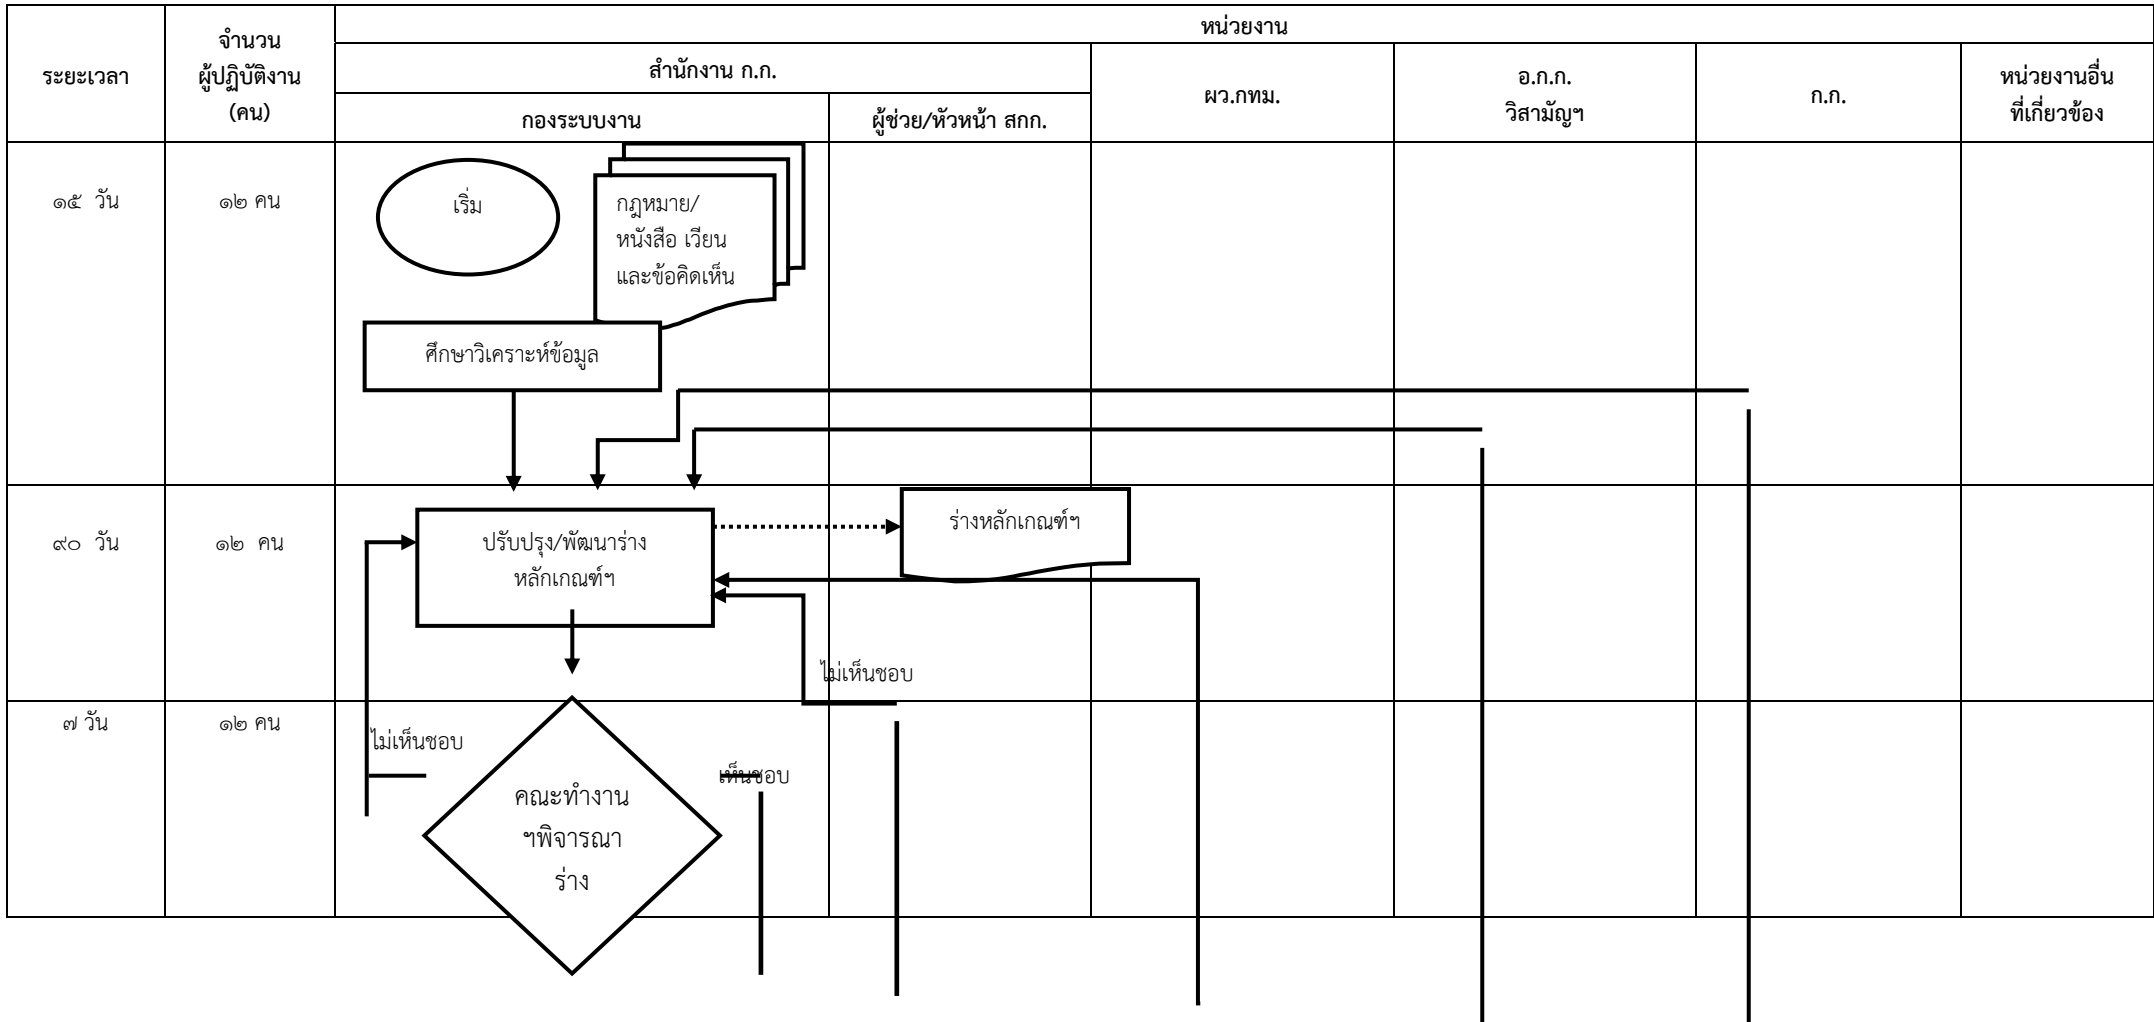 หน่วยงาน
ระยะเวลา
จำนวน
ผู้ปฏิบัติงาน
(คน)
สำนักงาน ก.ก.
ผว.กทม.
อ.ก.ก.
วิสามัญฯ
ก.ก.
หน่วยงานอื่น
ที่เกี่ยวข้อง
กองระบบงาน
ผู้ช่วย/หัวหน้า สกก.
๑๕ วัน
๑๒ คน
เริ่ม
กฎหมาย/
หนังสือ เวียน
และข้อคิดเห็น
ศึกษาวิเคราะห์ข้อมูล
๙๐ วัน
๑๒ คน
ปรับปรุง/พัฒนาร่าง
หลักเกณฑ์ฯ
ร่างหลักเกณฑ์ฯ
ไม่เห็นชอบ
๗ วัน
๑๒ คน
ไม่เห็นชอบ
เห็นชอบ
คณะทำงาน
ฯพิจารณา
ร่าง